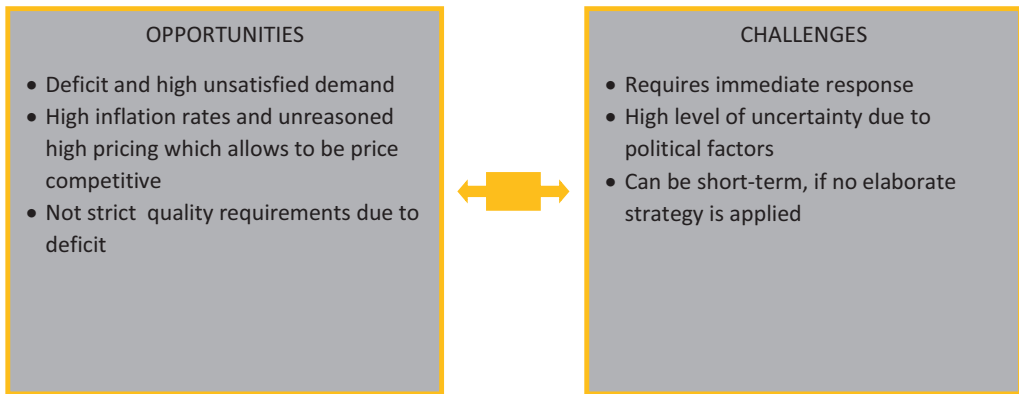 OPPORTUNITIES
• Deficit and high unsatisfied demand
• High inflation rates and unreasoned
high pricing which allows to be price
competitive
• Not strict  quality requirements due to
deficit
CHALLENGES
• Requires immediate response
• High level of uncertainty due to
political factors
• Can be short-term, if no elaborate
strategy is applied